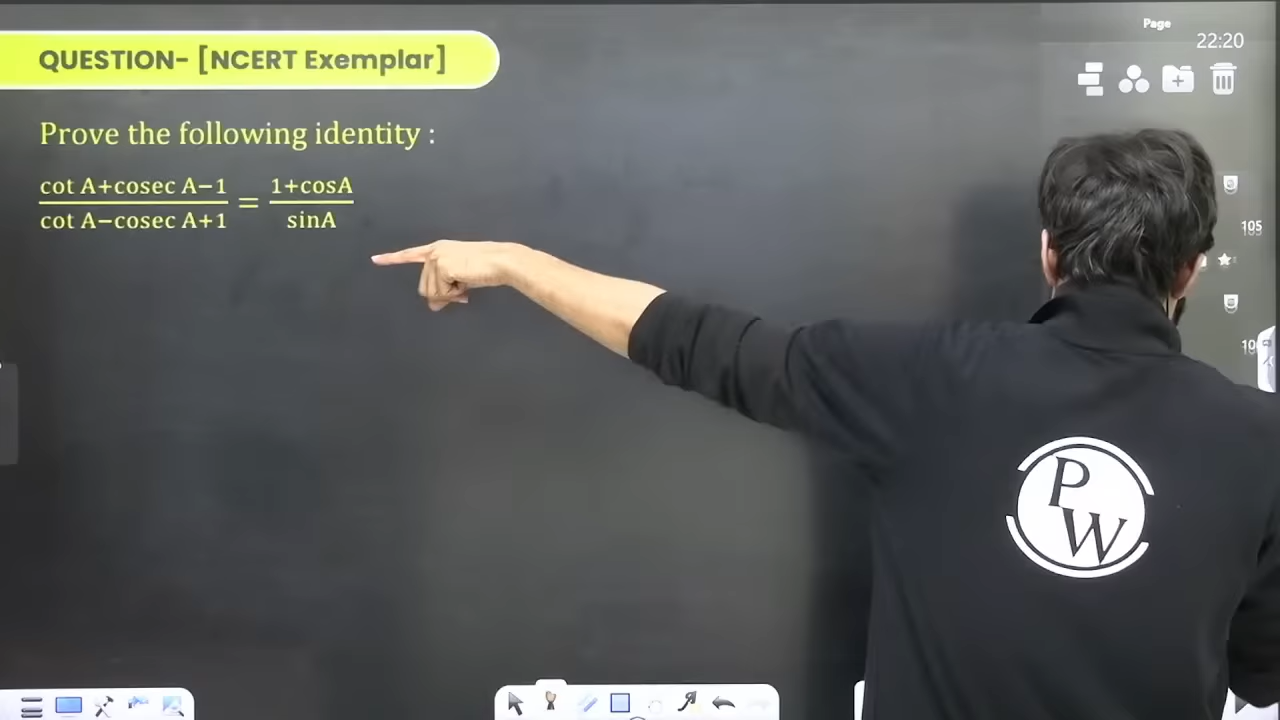 Page
22:20
QUESTION- [NCERT Exemplar]
Prove the following identity :
cot A+cosec A−1 / cot A−cosec A+1 = 1+cosA / sinA
105
P
W